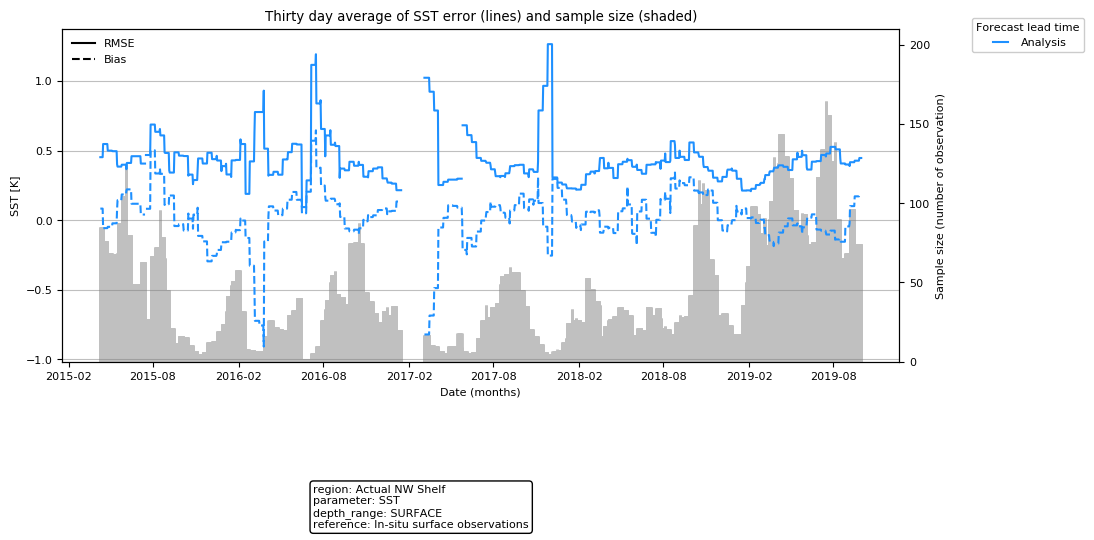 Thirty day average of SST error (lines) and sample size (shaded)
Forecast lead time
Analysis
RMSE
Bias
SST [K]
1.0
0.5
0.0
−0.5
−1.0
200
150
100
50
0
Sample size (number of observation)
2015-02 2015-08 2016-02 2016-08 2017-02 2017-08 2018-02 2018-08 2019-02 2019-08
Date (months)
region: Actual NW Shelf
parameter: SST
depth_range: SURFACE
reference: In-situ surface observations